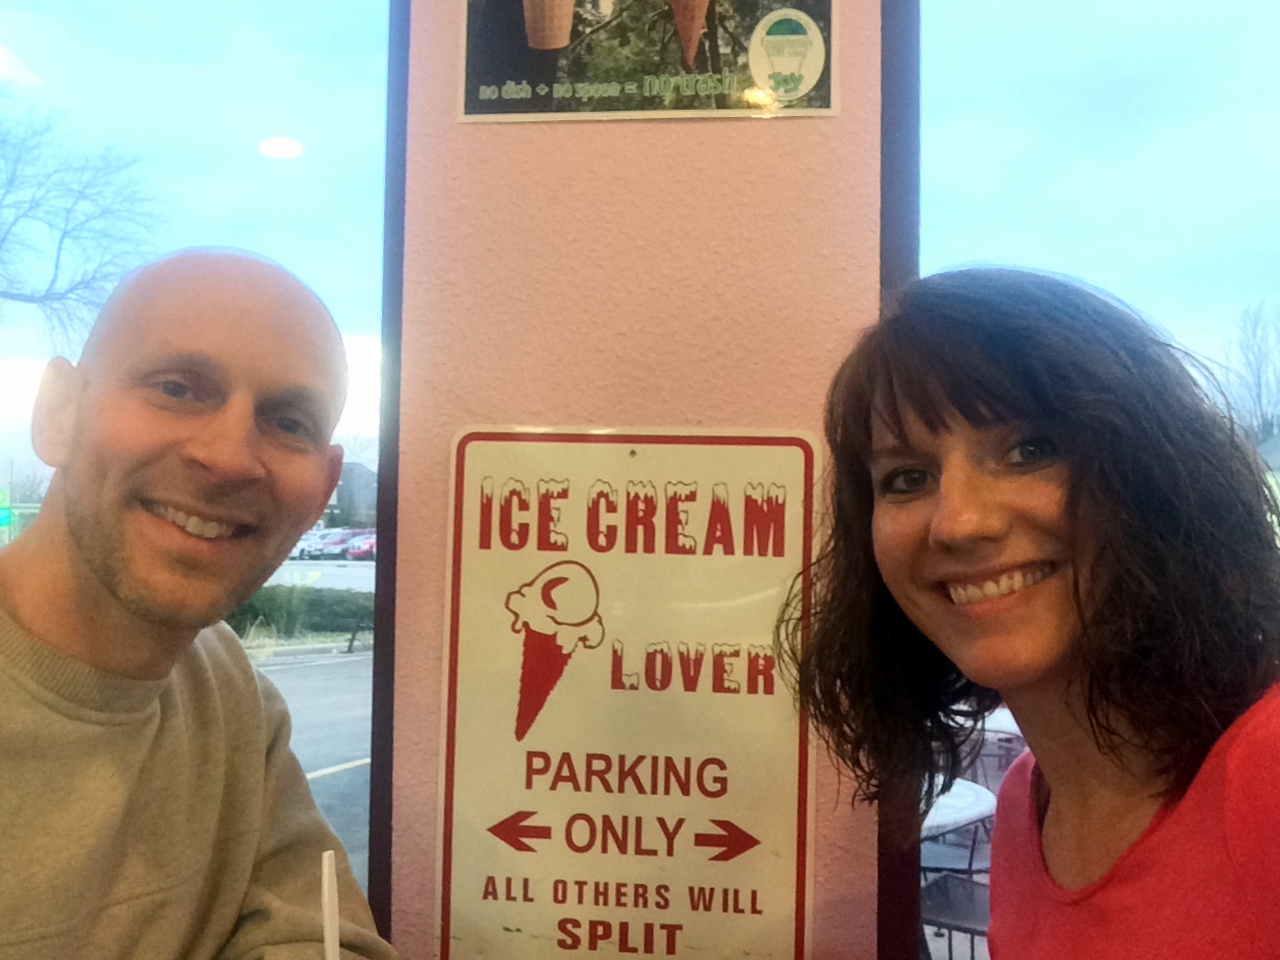 no dish + no spoon = no trash
ICE CREAM
LOVER
PARKING
ONLY
ALL OTHERS WILL
SPLIT